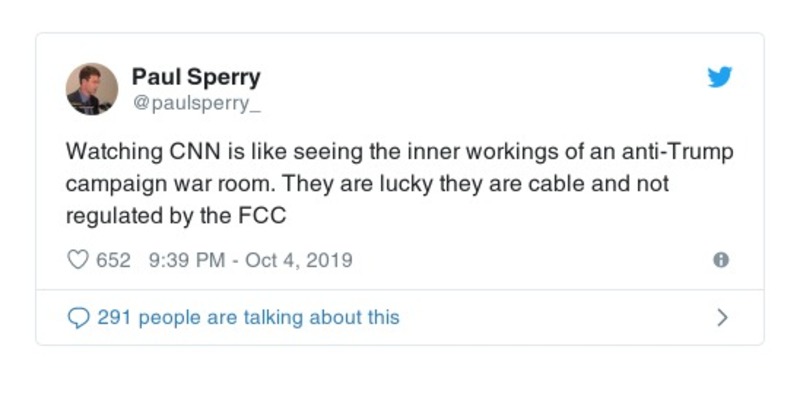 Paul Sperry
@paulsperry_
Watching CNN is like seeing the inner workings of an anti-Trump
campaign war room. They are lucky they are cable and not
regulated by the FCC
652 9:39 PM - Oct 4, 2019
291 people are talking about this